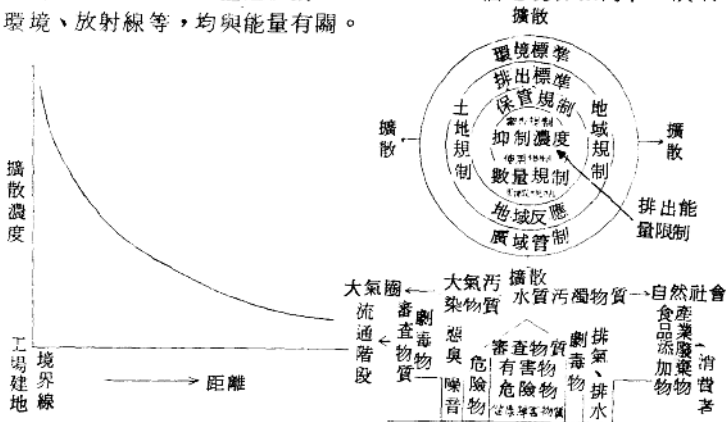 環境、放射線等，均與能量有關。
擴散
環境標準
排出標準
保管規制
抑制濃度
數量規制
地域反應
廣域管制
土地規制
地域規制
擴散
擴散
排出能
量限制
擴散
擴散濃度
工場建地
境界線
距離
大氣圈
流通階段
審查物質
劇毒物
大氣汚
染物質
水質汚濁物質
自然社會
惡臭
噪音
危險物
審查物質
有害物
危險物
劇毒物
排氣、排水
食品添加物
產業廢棄物
消費者